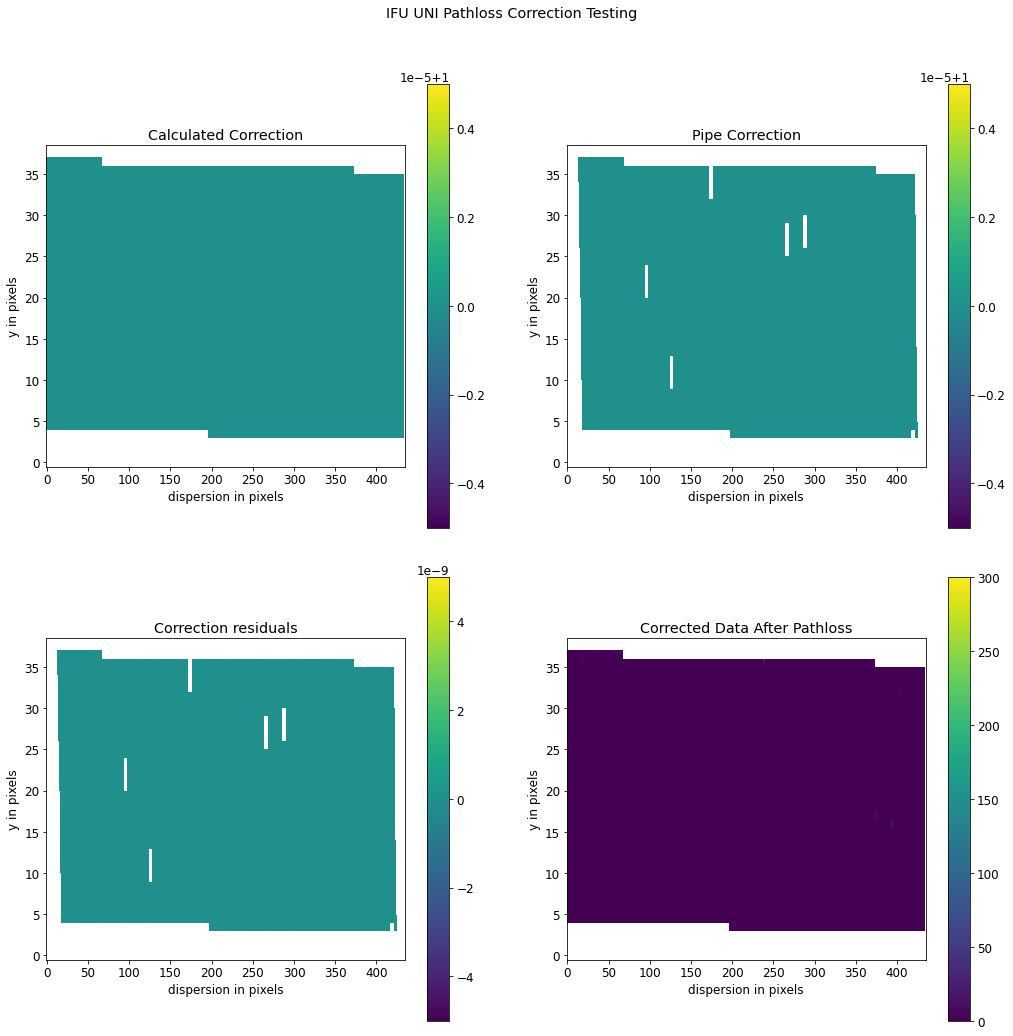 IFU UNI Pathloss Correction Testing
Calculated Correction
1e−5+1
y in pixels
35
30
25
20
15
10
5
0
0 50 100 150 200 250 300 350 400
dispersion in pixels
0.4
0.2
0.0
−0.2
−0.4
Pipe Correction
1e−5+1
y in pixels
35
30
25
20
15
10
5
0
0 50 100 150 200 250 300 350 400
dispersion in pixels
0.4
0.2
0.0
−0.2
−0.4
Correction residuals
1e−9
y in pixels
35
30
25
20
15
10
5
0
0 50 100 150 200 250 300 350 400
dispersion in pixels
4
2
0
−2
−4
Corrected Data After Pathloss
y in pixels
35
30
25
20
15
10
5
0
0 50 100 150 200 250 300 350 400
dispersion in pixels
300
250
200
150
100
50
0